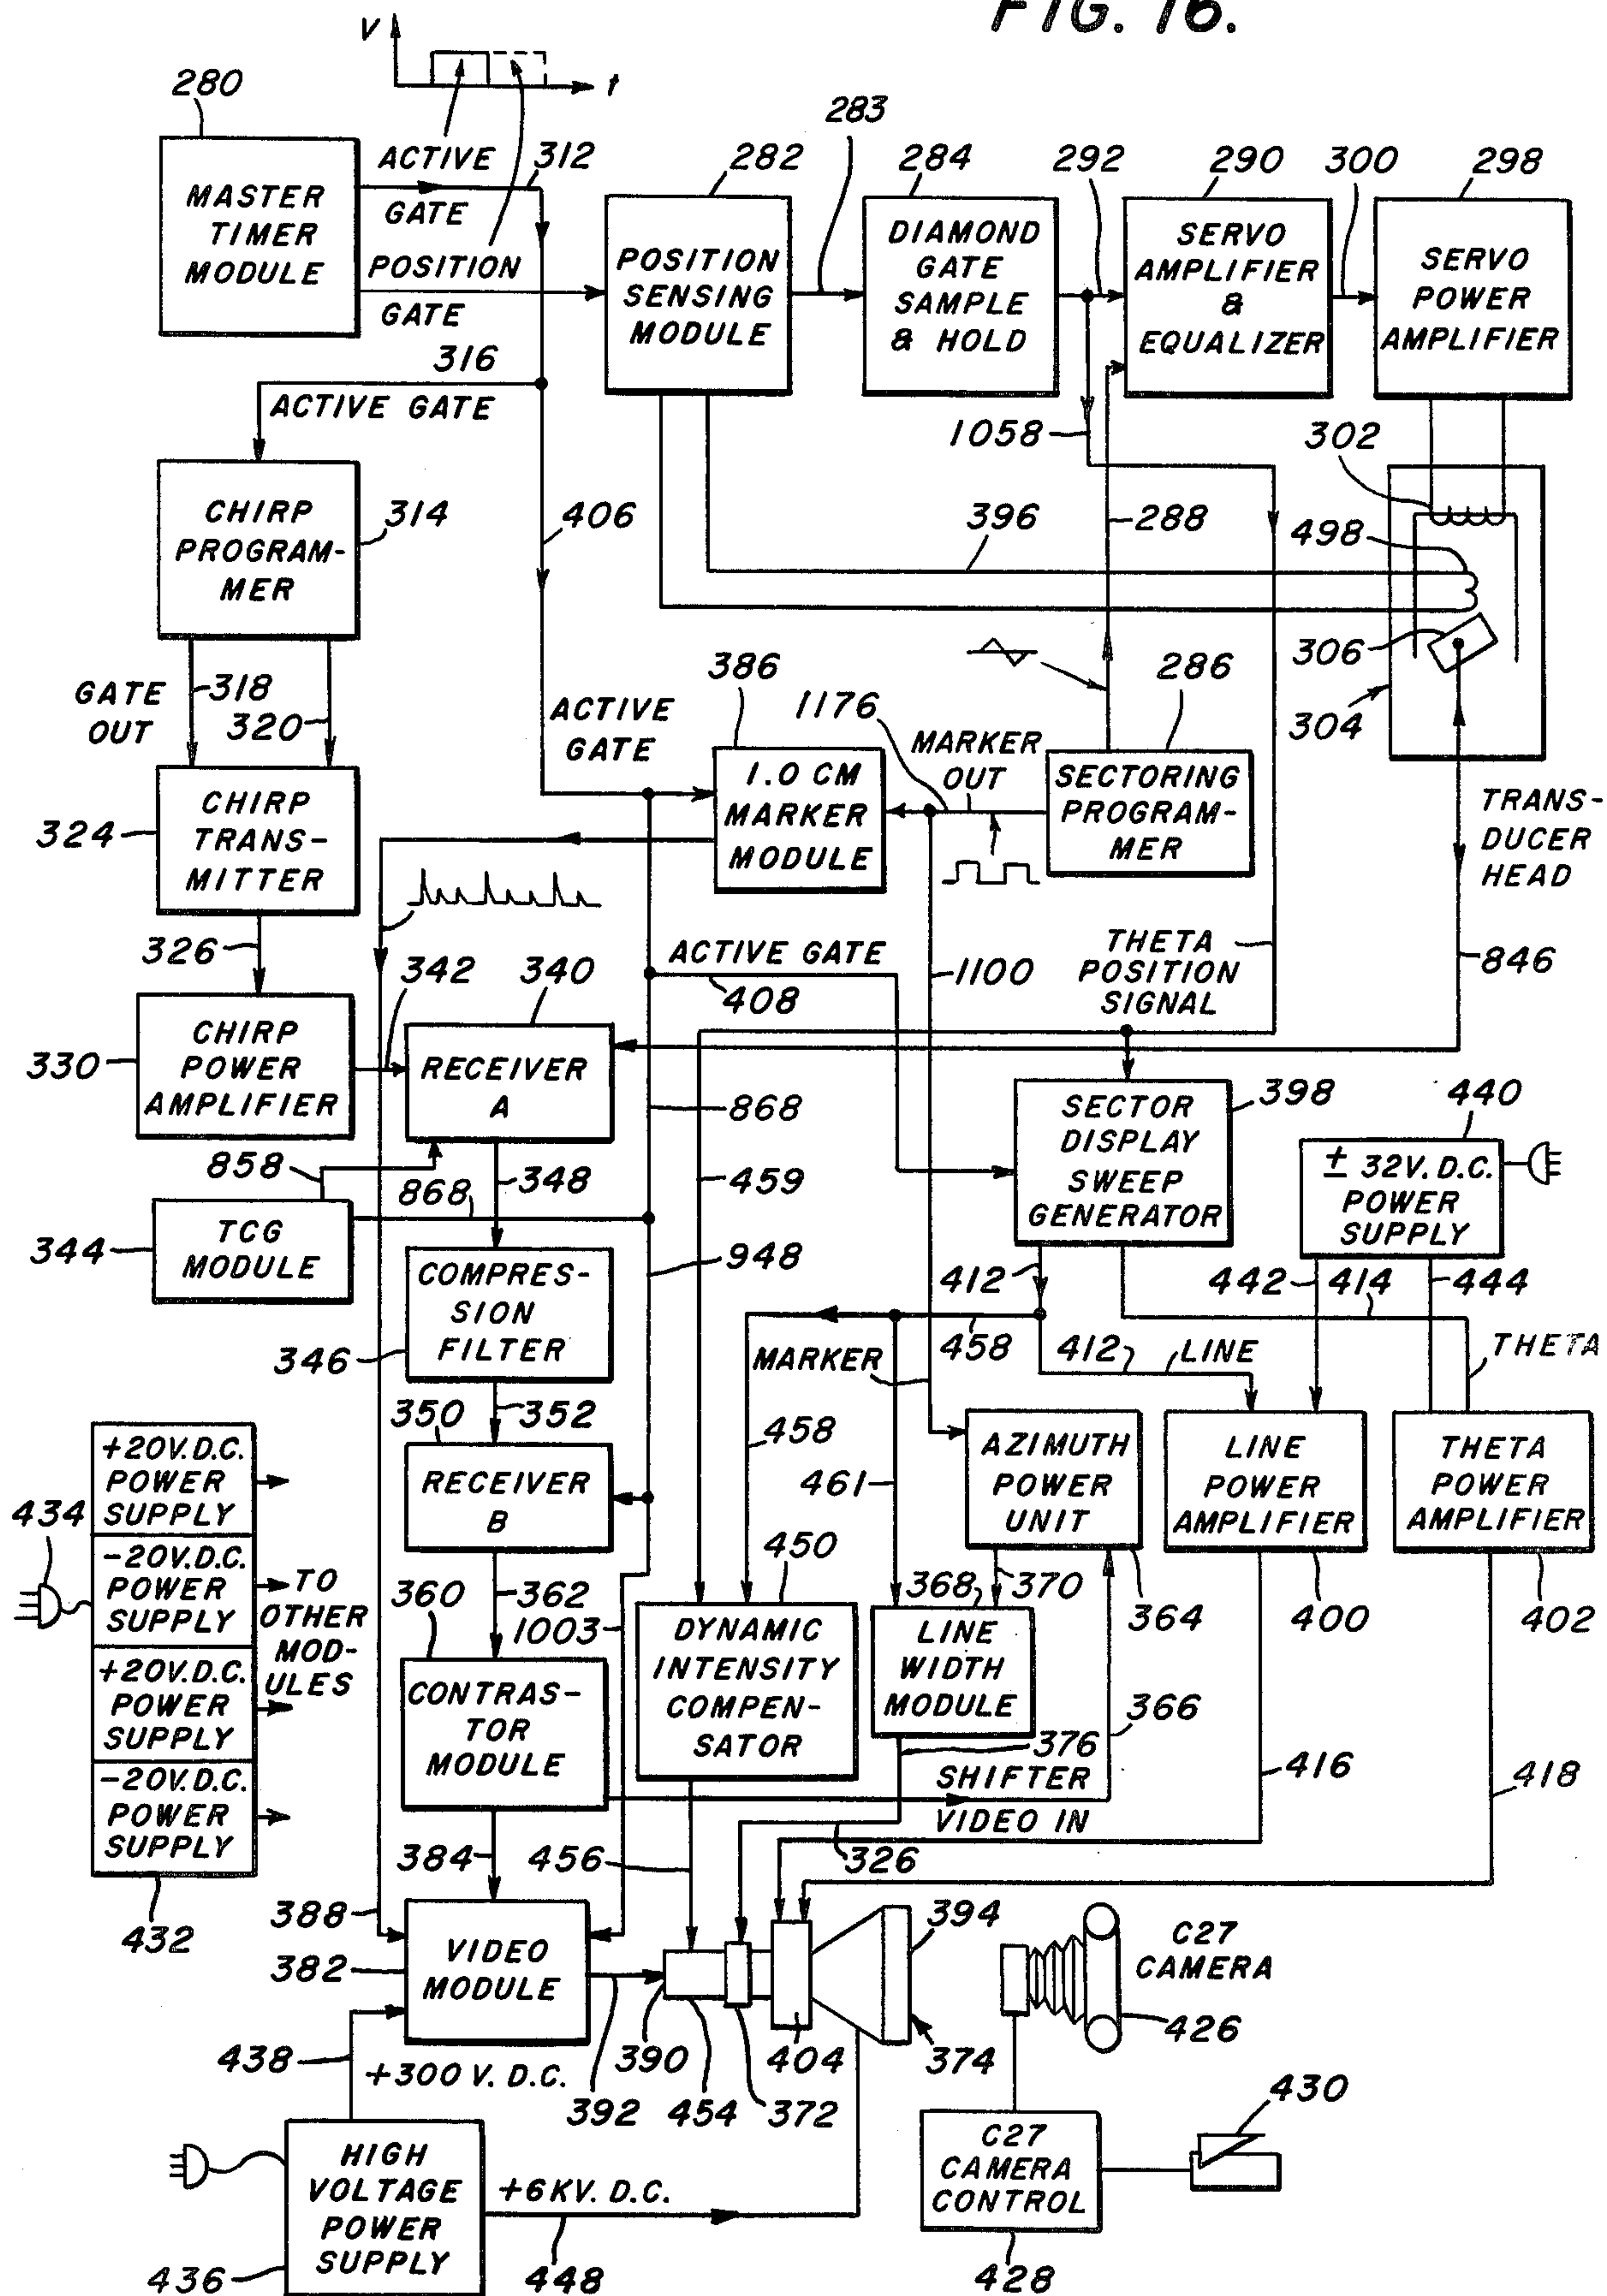 FIG. 16.
V
t
280
MASTER
TIMER
MODULE
ACTIVE
GATE
312
POSITION
GATE
282
POSITION
SENSING
MODULE
283
284
DIAMOND
GATE
SAMPLE
& HOLD
292
290
SERVO
AMPLIFIER
&
EQUALIZER
300
298
SERVO
POWER
AMPLIFIER
316
ACTIVE GATE
1058
302
CHIRP
PROGRAM-
MER
314
406
396
288
498
306
304
GATE
OUT
318
320
ACTIVE
GATE
386
1.0 CM
MARKER
MODULE
1176
MARKER
OUT
286
SECTORING
PROGRAM-
MER
TRANS-
DUCER
HEAD
324
CHIRP
TRANS-
MITTER
326
342
340
ACTIVE GATE
408
1100
THETA
POSITION
SIGNAL
846
330
CHIRP
POWER
AMPLIFIER
RECEIVER
A
868
398
SECTOR
DISPLAY
SWEEP
GENERATOR
440
± 32V. D.C.
POWER
SUPPLY
858
868
348
459
344
TCG
MODULE
948
412
442
414
444
COMPRES-
SION
FILTER
346
MARKER
458
412
LINE
THETA
350
352
458
461
AZIMUTH
POWER
UNIT
LINE
POWER
AMPLIFIER
THETA
POWER
AMPLIFIER
RECEIVER
B
434
+20V. D.C.
POWER
SUPPLY
-20V. D.C.
POWER
SUPPLY
+20V. D.C.
POWER
SUPPLY
-20V. D.C.
POWER
SUPPLY
TO
OTHER
MOD-
ULES
432
360
362
1003
450
368
370
364
400
402
DYNAMIC
INTENSITY
COMPEN-
SATOR
LINE
WIDTH
MODULE
366
CONTRAS-
TOR
MODULE
376
SHIFTER
VIDEO IN
416
418
384
456
326
388
382
VIDEO
MODULE
394
C27
CAMERA
426
438
+300 V. D.C.
392
390
454
372
404
374
HIGH
VOLTAGE
POWER
SUPPLY
436
+6KV. D.C.
448
C27
CAMERA
CONTROL
428
430